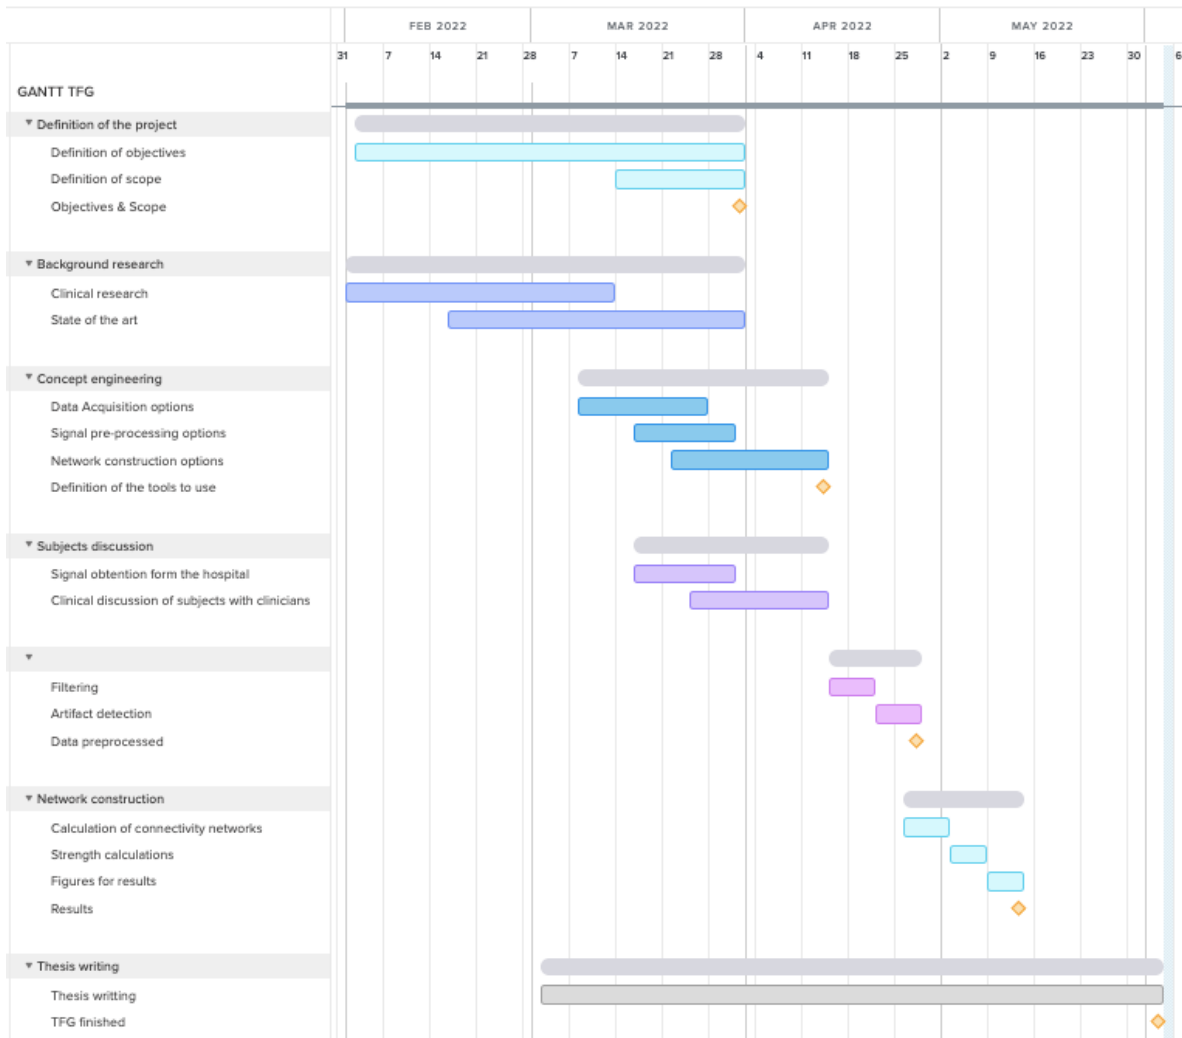 FEB 2022 MAR 2022 APR 2022 MAY 2022
31 7 14 21 28 7 14 21 28 4 11 18 25 2 9 16 23 30 6
GANTT TFG
Definition of the project
Definition of objectives
Definition of scope
Objectives & Scope
Background research
Clinical research
State of the art
Concept engineering
Data Acquisition options
Signal pre-processing options
Network construction options
Definition of the tools to use
Subjects discussion
Signal obtention form the hospital
Clinical discussion of subjects with clinicians
Filtering
Artifact detection
Data preprocessed
Network construction
Calculation of connectivity networks
Strength calculations
Figures for results
Results
Thesis writing
Thesis writting
TFG finished